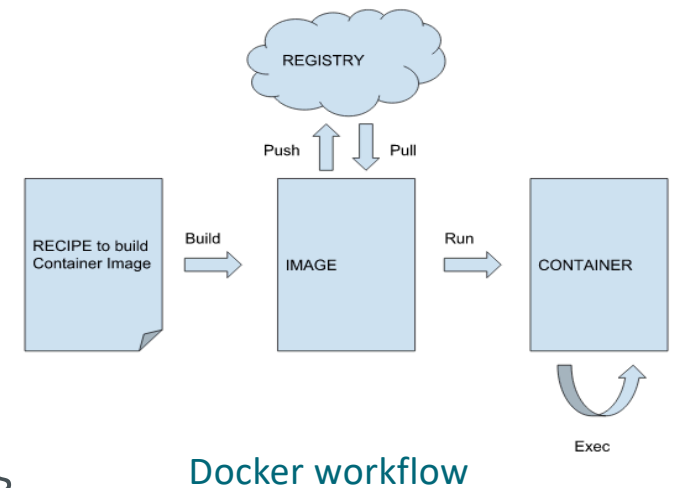 REGISTRY
Push
Pull
RECIPE to build
Container Image
Build
IMAGE
Run
CONTAINER
Exec
Docker workflow